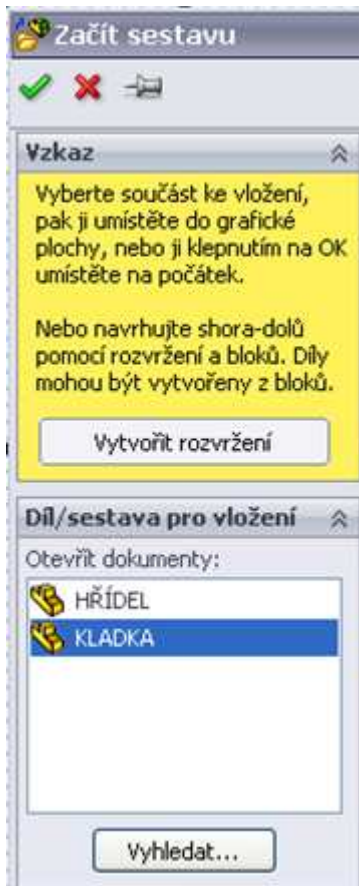 Začít sestavu
Vzkaz
Vyberte součást ke vložení,
pak ji umístěte do grafické
plochy, nebo ji klepnutím na OK
umístěte na počátek.
Nebo navrhujte shora-dolů
pomocí rozvržení a bloků. Díly
mohou být vytvořeny z bloků.
Vytvořit rozvržení
Díl/sestava pro vložení
Otevřít dokumenty:
HŘÍDEL
KLADKA
Vyhledat...